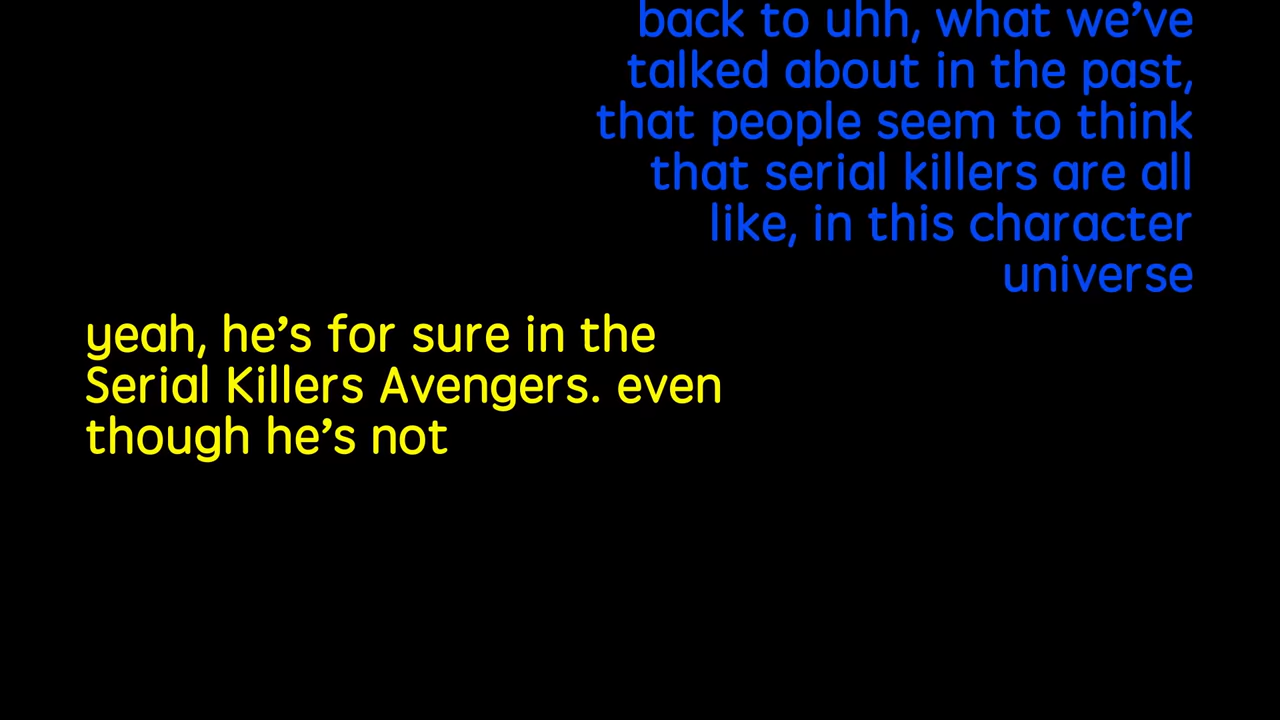 back to uhh, what we’ve
talked about in the past,
that people seem to think
that serial killers are all
like, in this character
universe
yeah, he’s for sure in the
Serial Killers Avengers. even
though he’s not